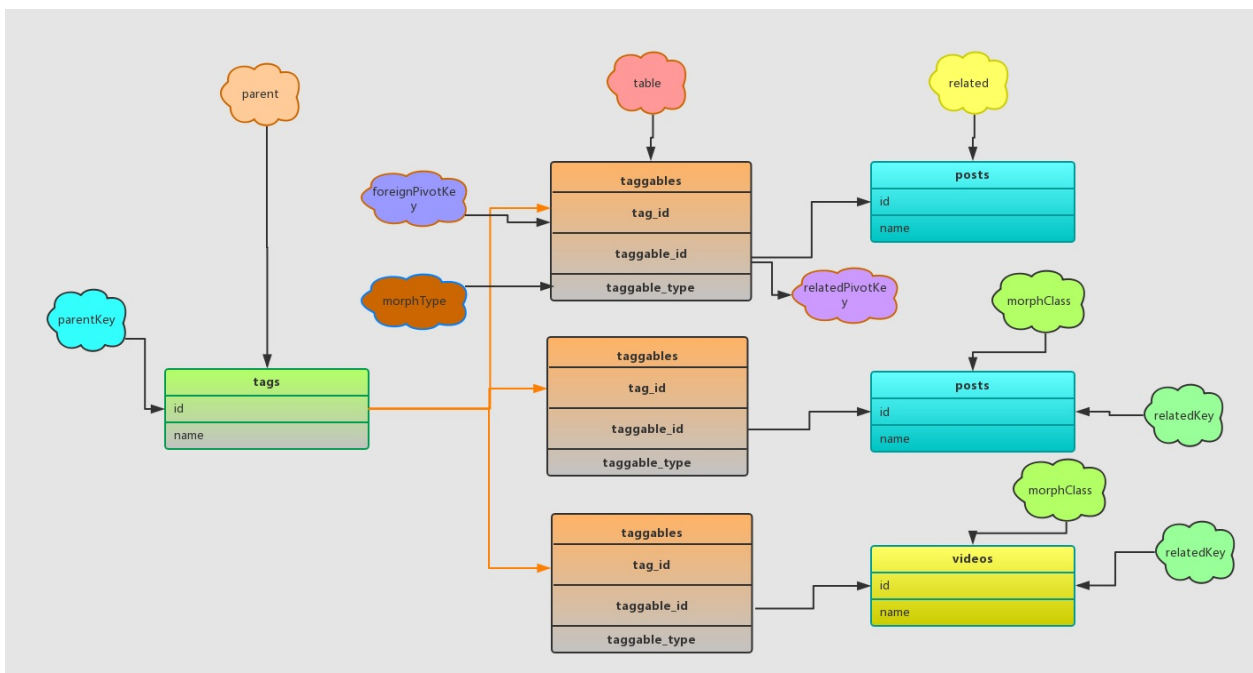 parent
table
related
foreignPivotKe
y
taggables
tag_id
taggable_id
taggable_type
posts
id
name
morphType
relatedPivotKe
y
morphClass
parentKey
tags
id
name
taggables
tag_id
taggable_id
taggable_type
posts
id
name
relatedKey
morphClass
taggables
tag_id
taggable_id
taggable_type
videos
id
name
relatedKey